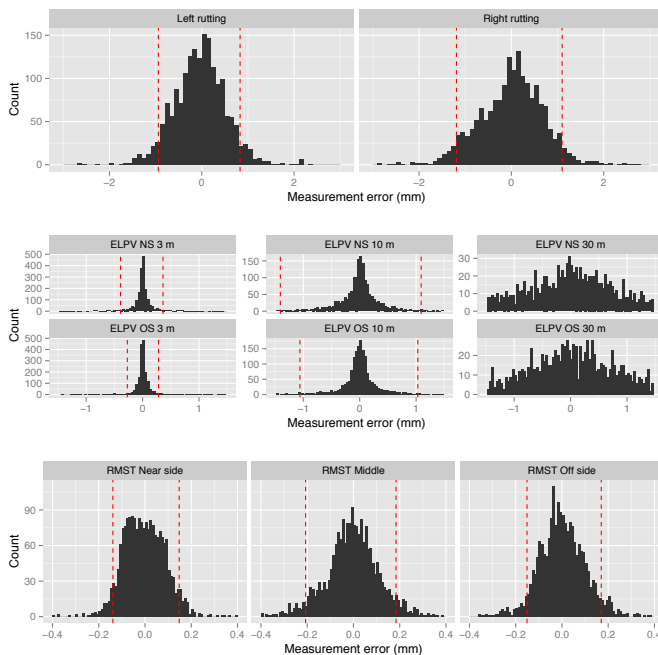 Left rutting Right rutting
150
100
50
0
Count
−2 0 2 −2 0 2
Measurement error (mm)
ELPV NS 3 m ELPV NS 10 m ELPV NS 30 m
500
400
300
200
100
0
150
100
50
0
30
20
10
0
ELPV OS 3 m ELPV OS 10 m ELPV OS 30 m
500
400
300
200
100
0
150
100
50
0
20
10
0
Count
−1 0 1 −1 0 1 −1 0 1
Measurement error (mm)
RMST Near side RMST Middle RMST Off side
90
60
30
0
Count
−0.4 −0.2 0.0 0.2 0.4 −0.4 −0.2 0.0 0.2 0.4 −0.4 −0.2 0.0 0.2 0.4
Measurement error (mm)